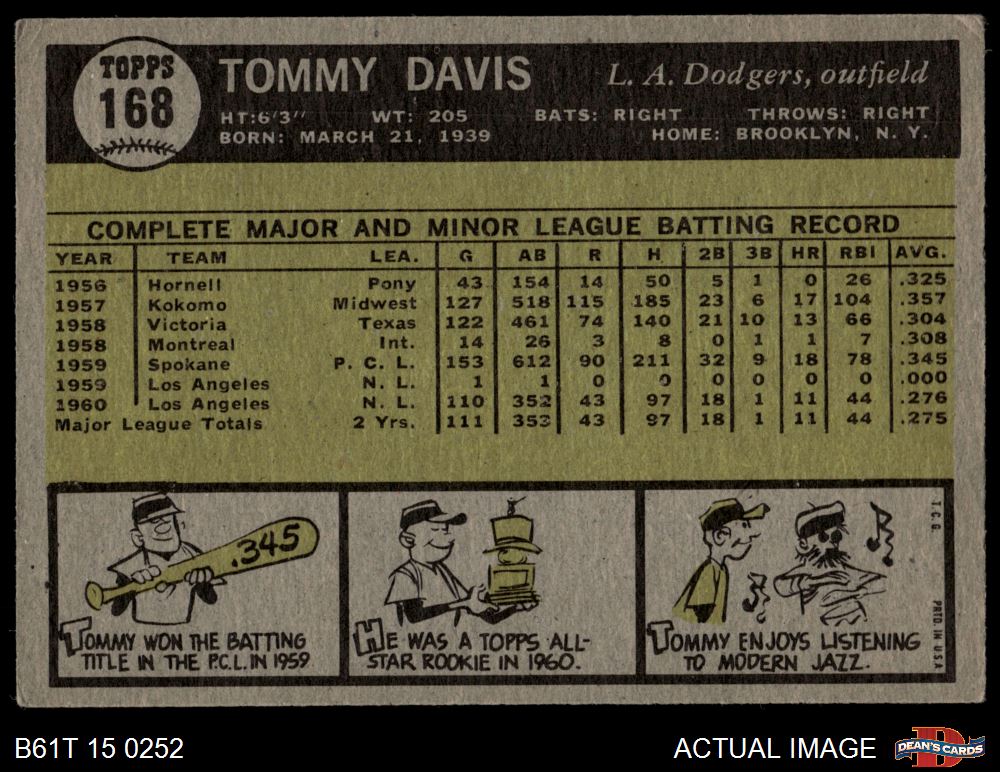 TOPPS
168
TOMMY DAVIS
L. A. Dodgers, outfield
HT:6'3" WT: 205 BATS: RIGHT THROWS: RIGHT
BORN: MARCH 21, 1939 HOME: BROOKLYN, N. Y.
COMPLETE MAJOR AND MINOR LEAGUE BATTING RECORD
YEAR TEAM LEA. G AB R H 2B 3B HR RBI AVG.
1956 Hornell Pony 43 154 14 50 5 1 0 26 .325
1957 Kokomo Midwest 127 518 115 185 23 6 17 104 .357
1958 Victoria Texas 122 461 74 140 21 10 13 66 .304
1958 Montreal Int. 14 26 3 8 0 1 1 7 .308
1959 Spokane P. C. L. 153 612 90 211 32 9 18 78 .345
1959 Los Angeles N. L. 1 1 0 0 0 0 0 0 .000
1960 Los Angeles N. L. 110 352 43 97 18 1 11 44 .276
Major League Totals 2 Yrs. 111 353 43 97 18 1 11 44 .275
.345
TOMMY WON THE BATTING
TITLE IN THE P.C.L. IN 1959
HE WAS A TOPPS ALL-
STAR ROOKIE IN 1960.
TOMMY ENJOYS LISTENING
TO MODERN JAZZ.
T.C.G.
PRTD. IN U.S.A.
B61T 15 0252
ACTUAL IMAGE
D
DEAN'S CARDS